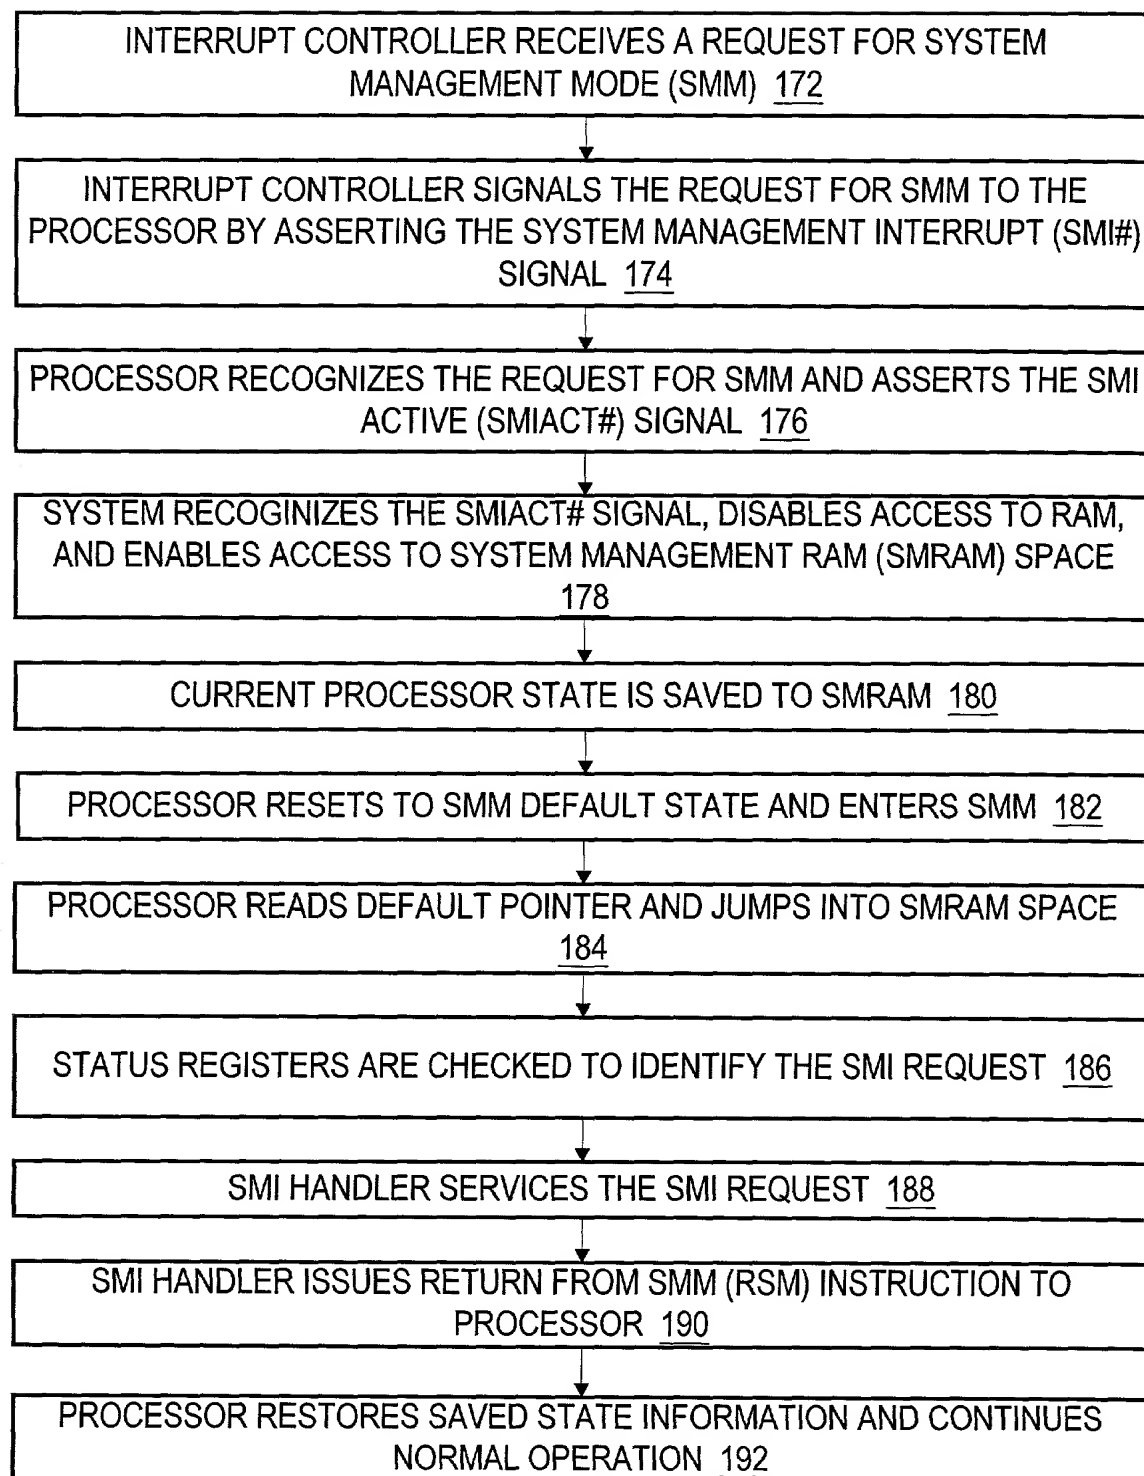 INTERRUPT CONTROLLER RECEIVES A REQUEST FOR SYSTEM
MANAGEMENT MODE (SMM) 172
INTERRUPT CONTROLLER SIGNALS THE REQUEST FOR SMM TO THE
PROCESSOR BY ASSERTING THE SYSTEM MANAGEMENT INTERRUPT (SMI#)
SIGNAL 174
PROCESSOR RECOGNIZES THE REQUEST FOR SMM AND ASSERTS THE SMI
ACTIVE (SMIACT#) SIGNAL 176
SYSTEM RECOGINIZES THE SMIACT# SIGNAL, DISABLES ACCESS TO RAM,
AND ENABLES ACCESS TO SYSTEM MANAGEMENT RAM (SMRAM) SPACE
178
CURRENT PROCESSOR STATE IS SAVED TO SMRAM 180
PROCESSOR RESETS TO SMM DEFAULT STATE AND ENTERS SMM 182
PROCESSOR READS DEFAULT POINTER AND JUMPS INTO SMRAM SPACE
184
STATUS REGISTERS ARE CHECKED TO IDENTIFY THE SMI REQUEST 186
SMI HANDLER SERVICES THE SMI REQUEST 188
SMI HANDLER ISSUES RETURN FROM SMM (RSM) INSTRUCTION TO
PROCESSOR 190
PROCESSOR RESTORES SAVED STATE INFORMATION AND CONTINUES
NORMAL OPERATION 192